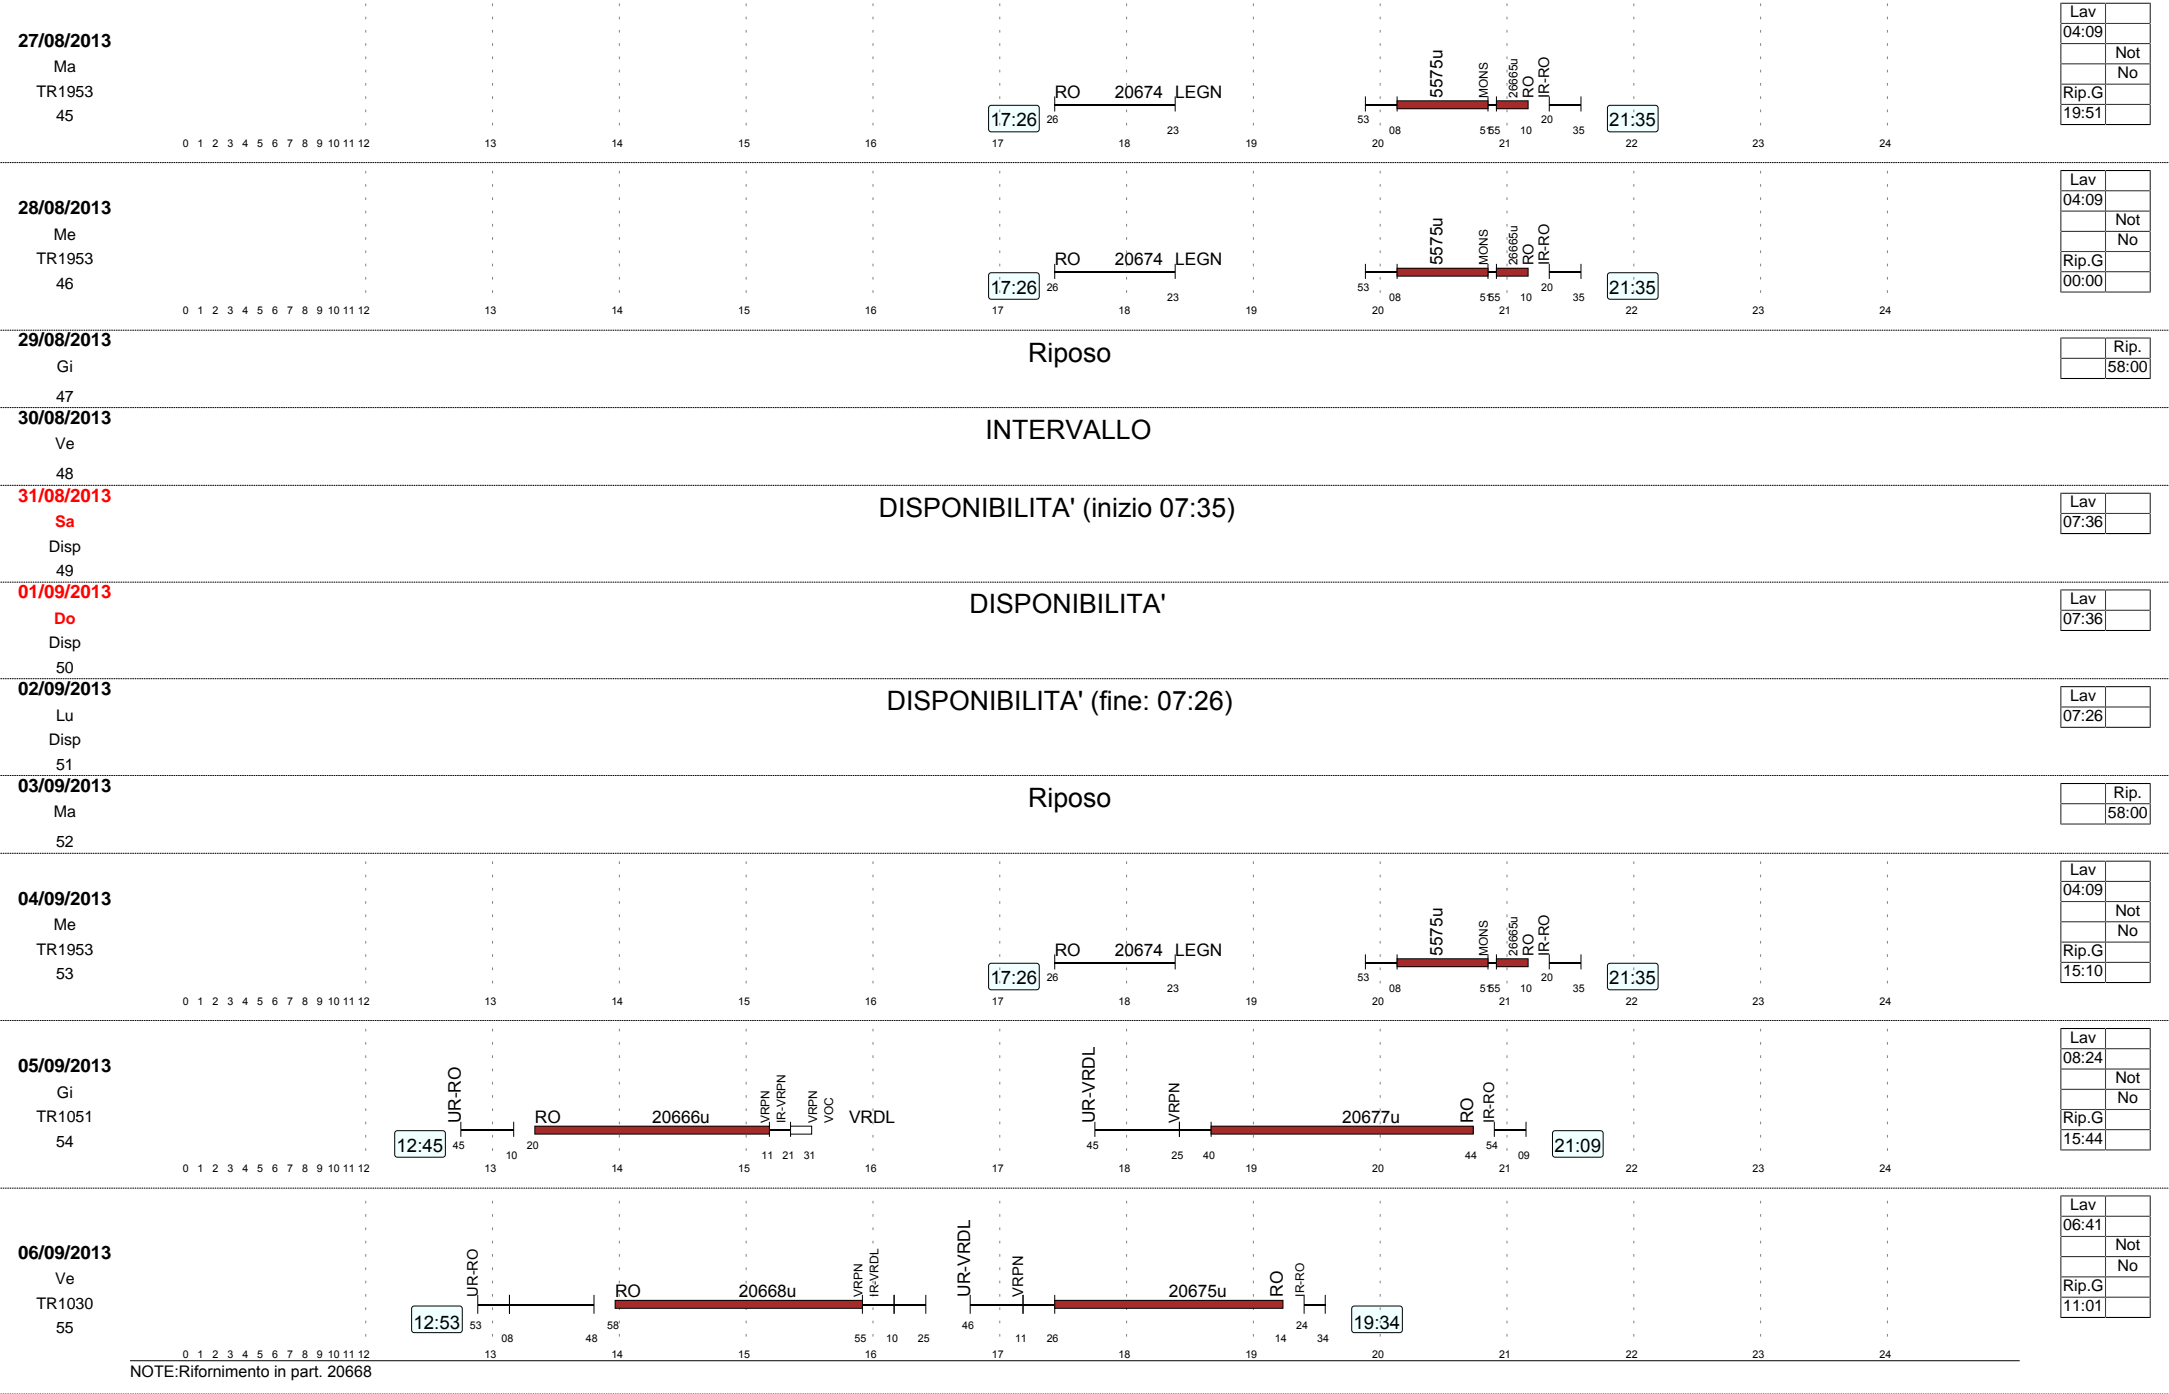 27/08/2013
Ma
TR1953
45
17:26
RO 20674 LEGN
26 23
5575u MONS 26665u RO IR-RO
53 08 51 55 10 20 35
21:35
0 1 2 3 4 5 6 7 8 9 10 11 12 13 14 15 16 17 18 19 20 21 22 23 24
Lav
04:09
Not
No
Rip.G
19:51
28/08/2013
Me
TR1953
46
17:26
RO 20674 LEGN
26 23
5575u MONS 26665u RO IR-RO
53 08 51 55 10 20 35
21:35
0 1 2 3 4 5 6 7 8 9 10 11 12 13 14 15 16 17 18 19 20 21 22 23 24
Lav
04:09
Not
No
Rip.G
00:00
29/08/2013
Gi
47
Riposo
Rip.
58:00
30/08/2013
Ve
48
INTERVALLO
31/08/2013
Sa
Disp
49
DISPONIBILITA' (inizio 07:35)
Lav
07:36
01/09/2013
Do
Disp
50
DISPONIBILITA'
Lav
07:36
02/09/2013
Lu
Disp
51
DISPONIBILITA' (fine: 07:26)
Lav
07:26
03/09/2013
Ma
52
Riposo
Rip.
58:00
04/09/2013
Me
TR1953
53
17:26
RO 20674 LEGN
26 23
5575u MONS 26665u RO IR-RO
53 08 51 55 10 20 35
21:35
0 1 2 3 4 5 6 7 8 9 10 11 12 13 14 15 16 17 18 19 20 21 22 23 24
Lav
04:09
Not
No
Rip.G
15:10
05/09/2013
Gi
TR1051
54
12:45
UR-RO RO 20666u VRPN IR-VRPN VRPN VOC VRDL
45 10 20 11 21 31
UR-VRDL VRPN 20677u RO IR-RO
45 25 40 44 54 09
21:09
0 1 2 3 4 5 6 7 8 9 10 11 12 13 14 15 16 17 18 19 20 21 22 23 24
Lav
08:24
Not
No
Rip.G
15:44
06/09/2013
Ve
TR1030
55
12:53
UR-RO RO 20668u VRPN IR-VRDL
53 08 48 58 55 10 25
UR-VRDL VRPN 20675u RO IR-RO
46 11 26 14 24 34
19:34
0 1 2 3 4 5 6 7 8 9 10 11 12 13 14 15 16 17 18 19 20 21 22 23 24
Lav
06:41
Not
No
Rip.G
11:01
NOTE:Rifornimento in part. 20668